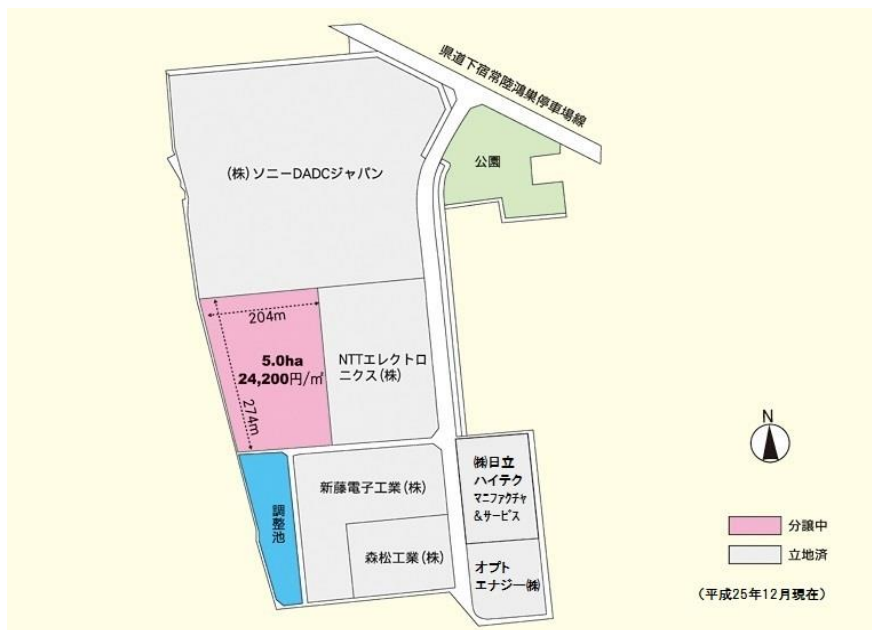 県道下宿常陸鴻巣停車場線
公園
(株)ソニーDADCジャパン
204m
5.0ha
24,200円/㎡
274m
NTTエレクトロ
ニクス(株)
N
新藤電子工業(株)
㈱日立
ハイテク
マニファクチャ
&サービス
調整池
森松工業(株)
オプト
エナジー㈱
分譲中
立地済
(平成25年12月現在)